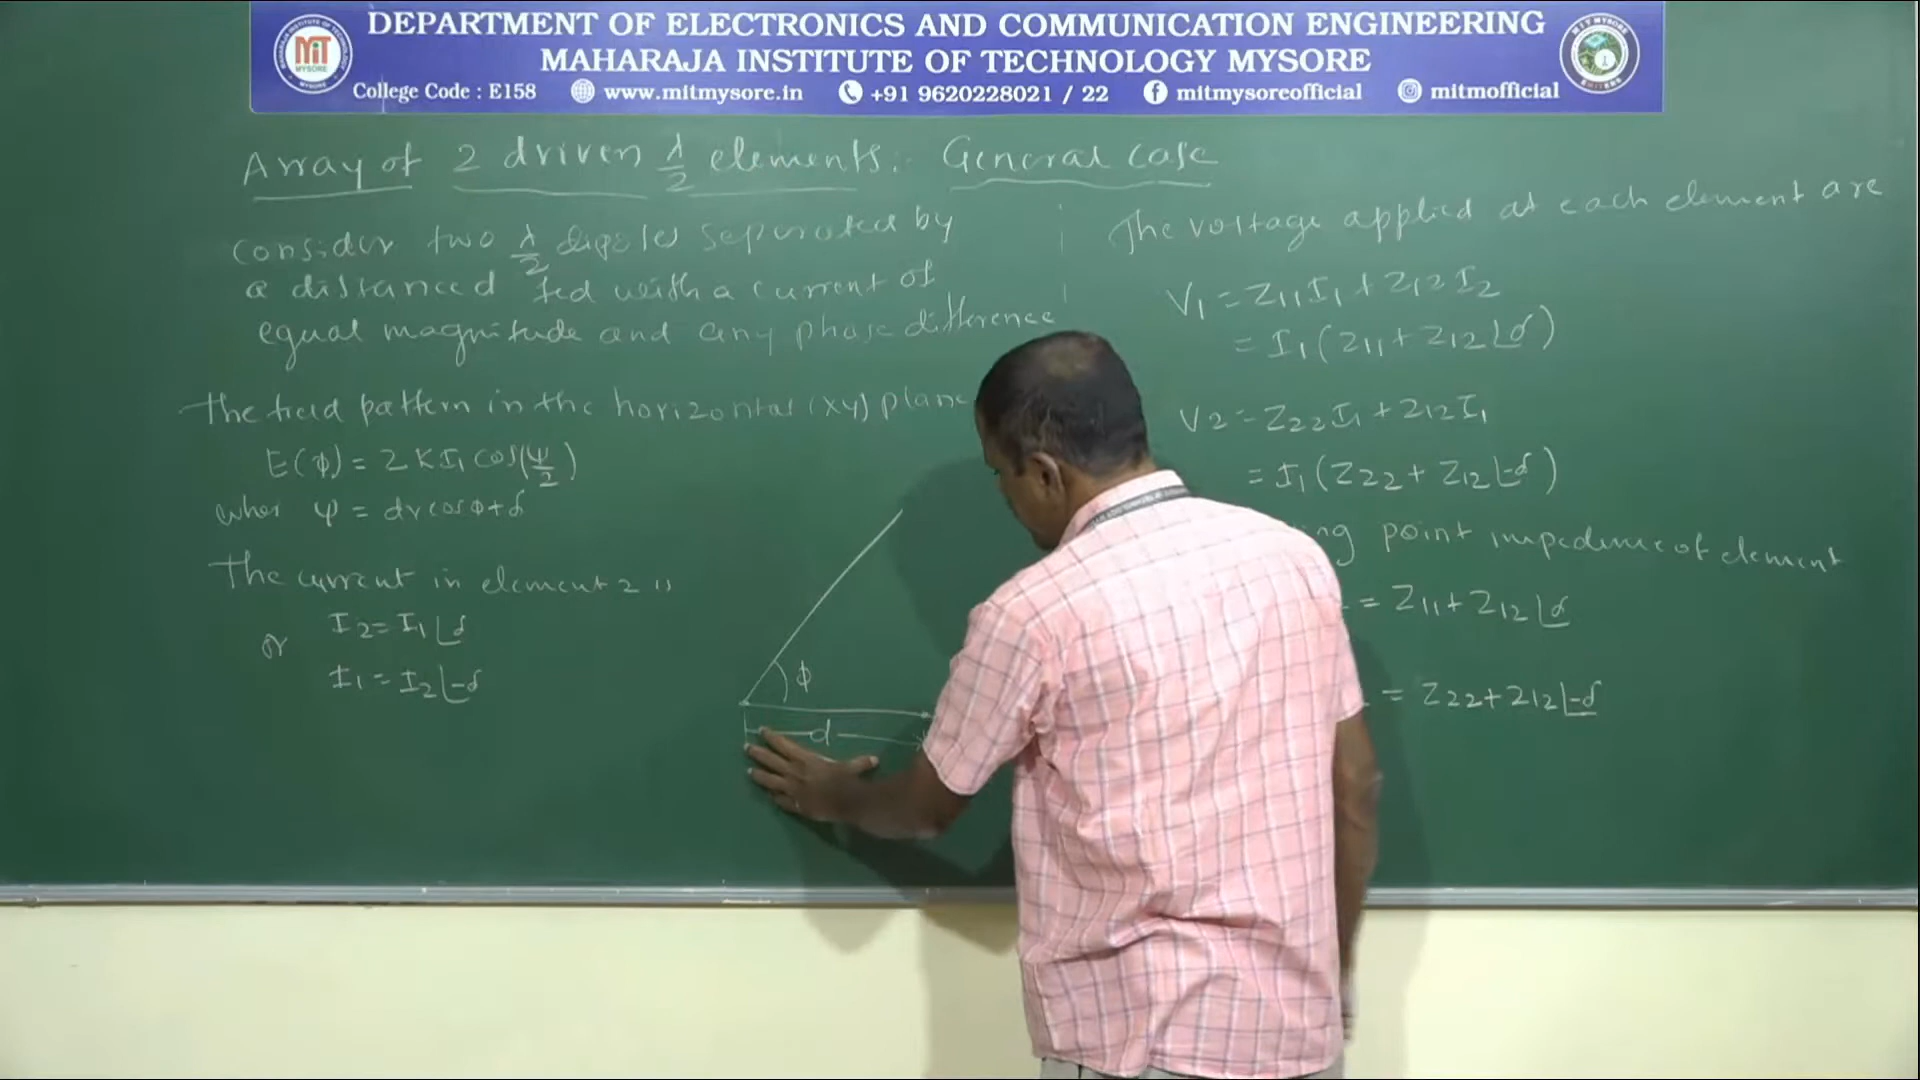 DEPARTMENT OF ELECTRONICS AND COMMUNICATION ENGINEERING
MAHARAJA INSTITUTE OF TECHNOLOGY MYSORE
College Code : E158 www.mitmysore.in +91 9620228021 / 22 mitmysoreofficial mitmofficial
MIT
MYSORE
Array of 2 driven λ/2 elements: General case
Consider two λ/2 dipoles separated by
a distance d fed with a current of
equal magnitude and any phase difference
The field pattern in the horizontal (xy) plane
E(ϕ) = 2KI₁ cos(ψ/2)
wher ψ = dr cosϕ + δ
The current in element 2 is
I₂ = I₁∠δ
or
I₁ = I₂∠-δ
ϕ
d
The voltage applied at each element are
V₁ = Z₁₁I₁ + Z₁₂I₂
= I₁(Z₁₁ + Z₁₂∠δ)
V₂ = Z₂₂I₁ + Z₁₂I₁
= I₁(Z₂₂ + Z₁₂∠-δ)
ng point impedance of element
= Z₁₁ + Z₁₂∠δ
= Z₂₂ + Z₁₂∠-δ